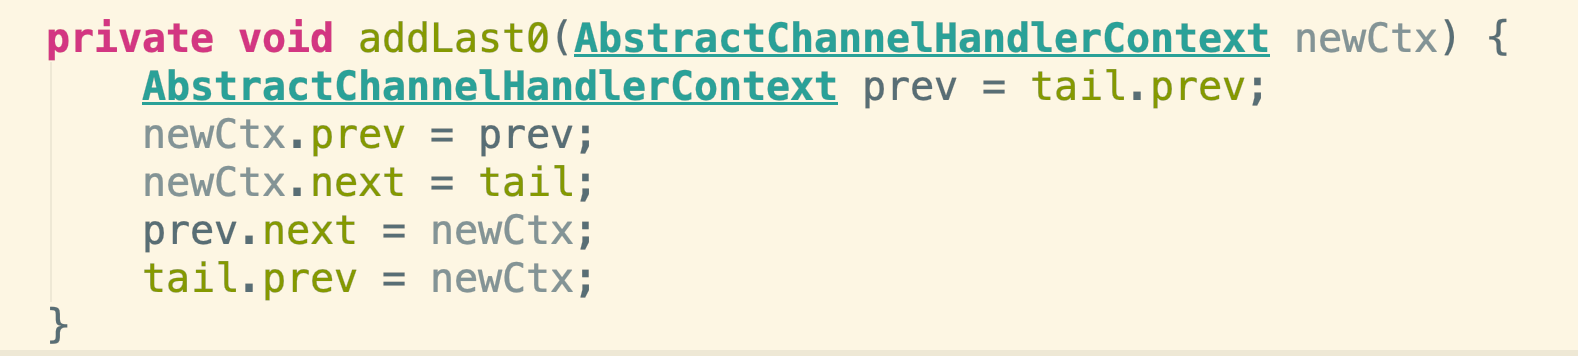 private void addLast0(AbstractChannelHandlerContext newCtx) {
    AbstractChannelHandlerContext prev = tail.prev;
    newCtx.prev = prev;
    newCtx.next = tail;
    prev.next = newCtx;
    tail.prev = newCtx;
}